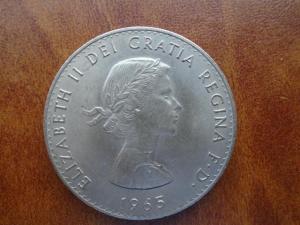 ELIZABETH II DEI GRATIA REGINA F.D.
1965